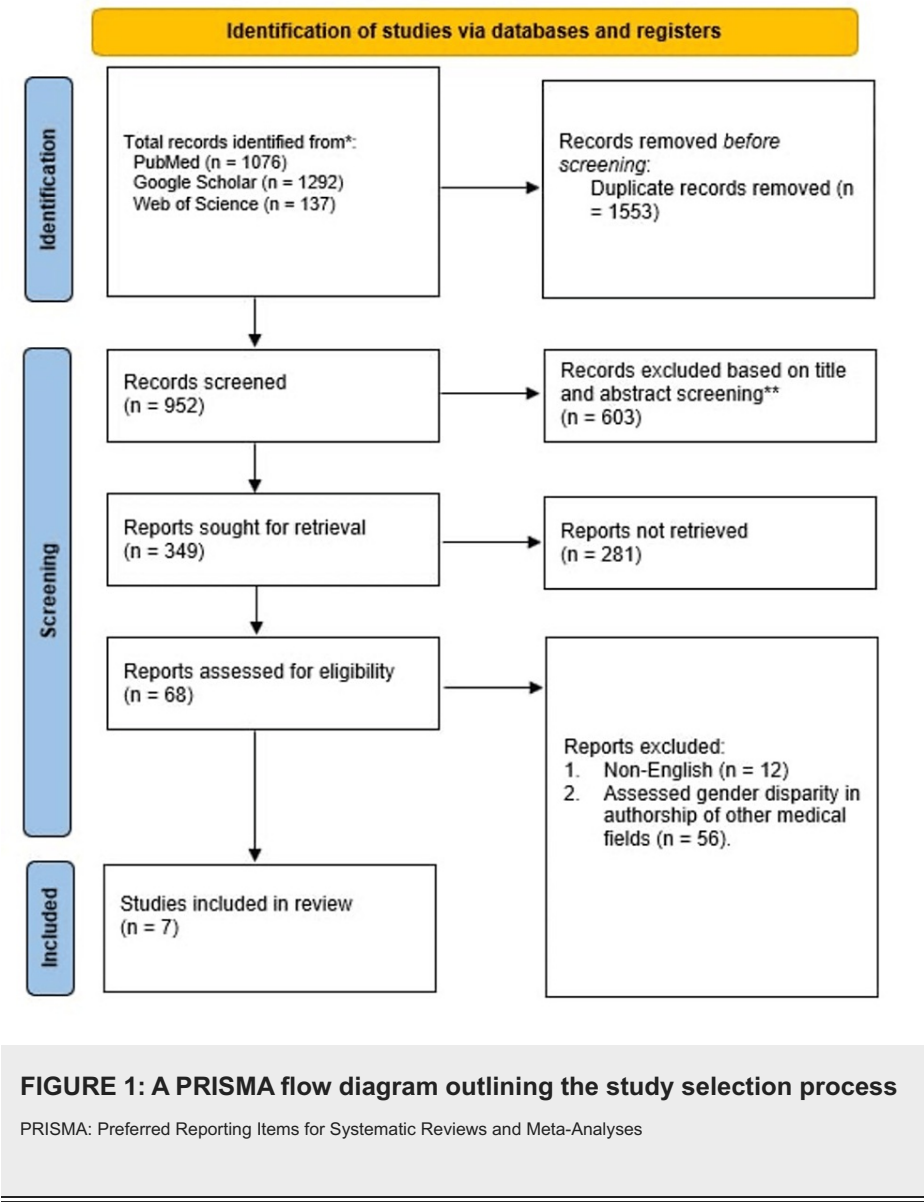 Identification of studies via databases and registers
Identification
Total records identified from*:
PubMed (n = 1076)
Google Scholar (n = 1292)
Web of Science (n = 137)
Records removed before
screening:
Duplicate records removed (n
= 1553)
Screening
Records screened
(n = 952)
Records excluded based on title
and abstract screening**
(n = 603)
Reports sought for retrieval
(n = 349)
Reports not retrieved
(n = 281)
Reports assessed for eligibility
(n = 68)
Reports excluded:
1. Non-English (n = 12)
2. Assessed gender disparity in
authorship of other medical
fields (n = 56).
Included
Studies included in review
(n = 7)
FIGURE 1: A PRISMA flow diagram outlining the study selection process
PRISMA: Preferred Reporting Items for Systematic Reviews and Meta-Analyses